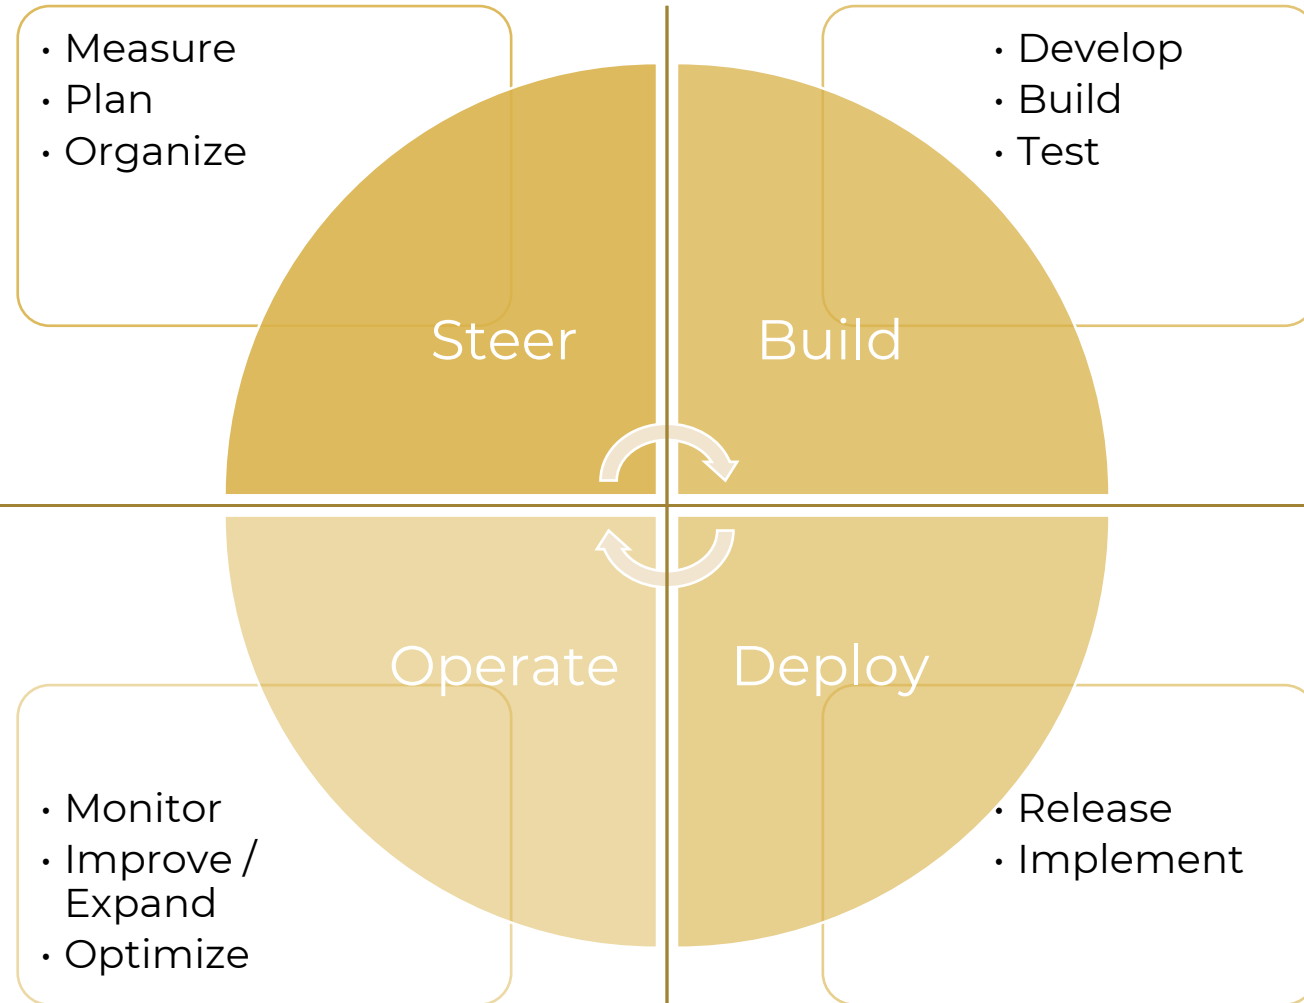 · Measure
· Plan
· Organize
· Develop
· Build
· Test
Steer
Build
Operate
Deploy
· Monitor
· Improve /
Expand
· Optimize
· Release
· Implement